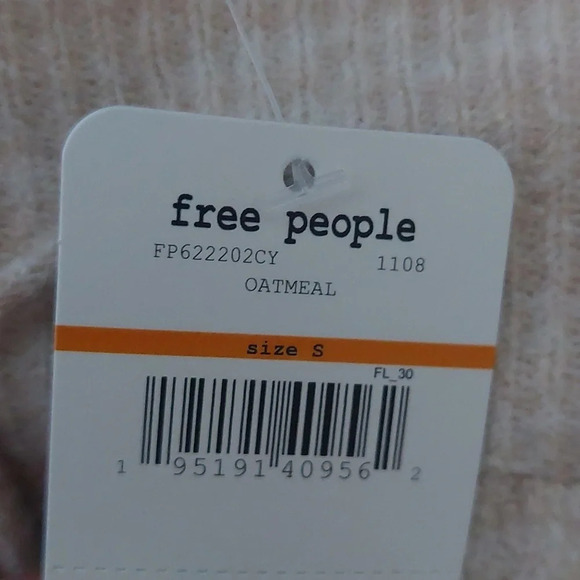 free people
FP622202CY 1108
OATMEAL
size S
FL_30
1 95191 40956 2